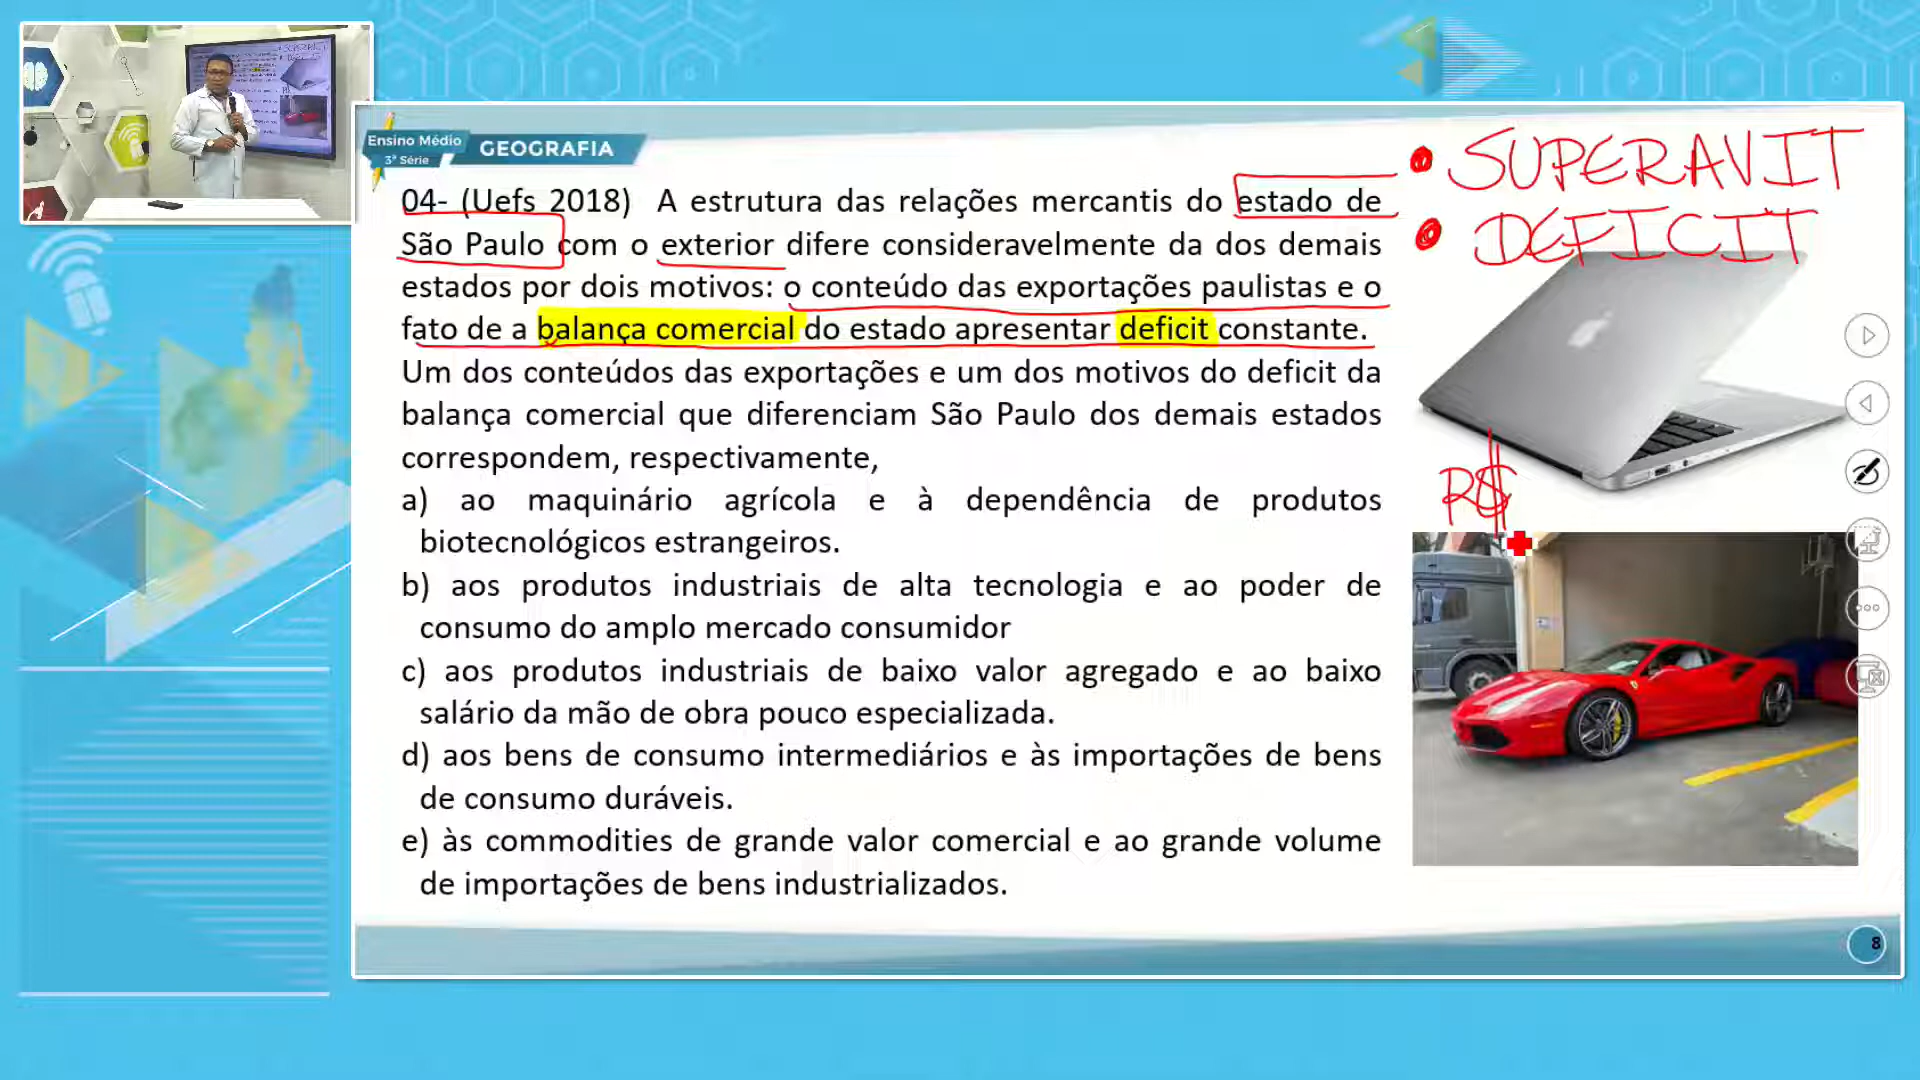 Ensino Médio
3ª Série
GEOGRAFIA
• SUPERAVIT
• DEFICIT
04- (Uefs 2018) A estrutura das relações mercantis do estado de
São Paulo com o exterior difere consideravelmente da dos demais
estados por dois motivos: o conteúdo das exportações paulistas e o
fato de a balança comercial do estado apresentar deficit constante.
Um dos conteúdos das exportações e um dos motivos do deficit da
balança comercial que diferenciam São Paulo dos demais estados
correspondem, respectivamente,
a) ao maquinário agrícola e à dependência de produtos
biotecnológicos estrangeiros.
b) aos produtos industriais de alta tecnologia e ao poder de
consumo do amplo mercado consumidor
c) aos produtos industriais de baixo valor agregado e ao baixo
salário da mão de obra pouco especializada.
d) aos bens de consumo intermediários e às importações de bens
de consumo duráveis.
e) às commodities de grande valor comercial e ao grande volume
de importações de bens industrializados.
R$
8